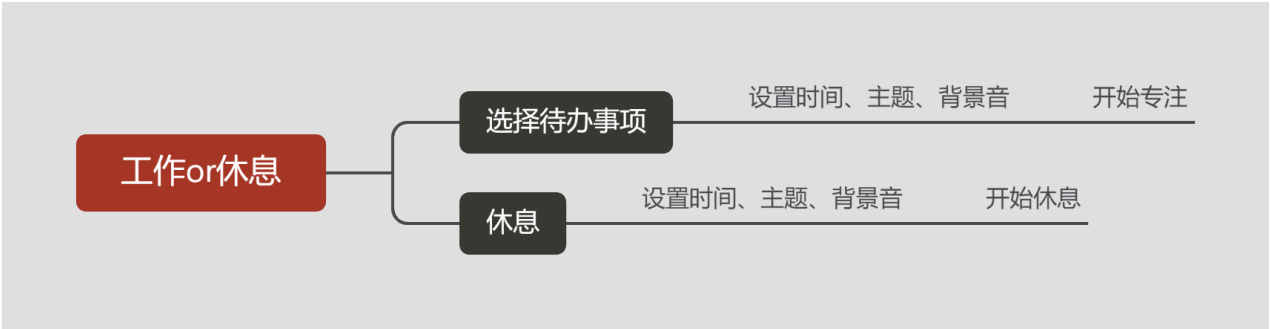 工作or休息
选择待办事项
设置时间、主题、背景音 开始专注
休息
设置时间、主题、背景音 开始休息